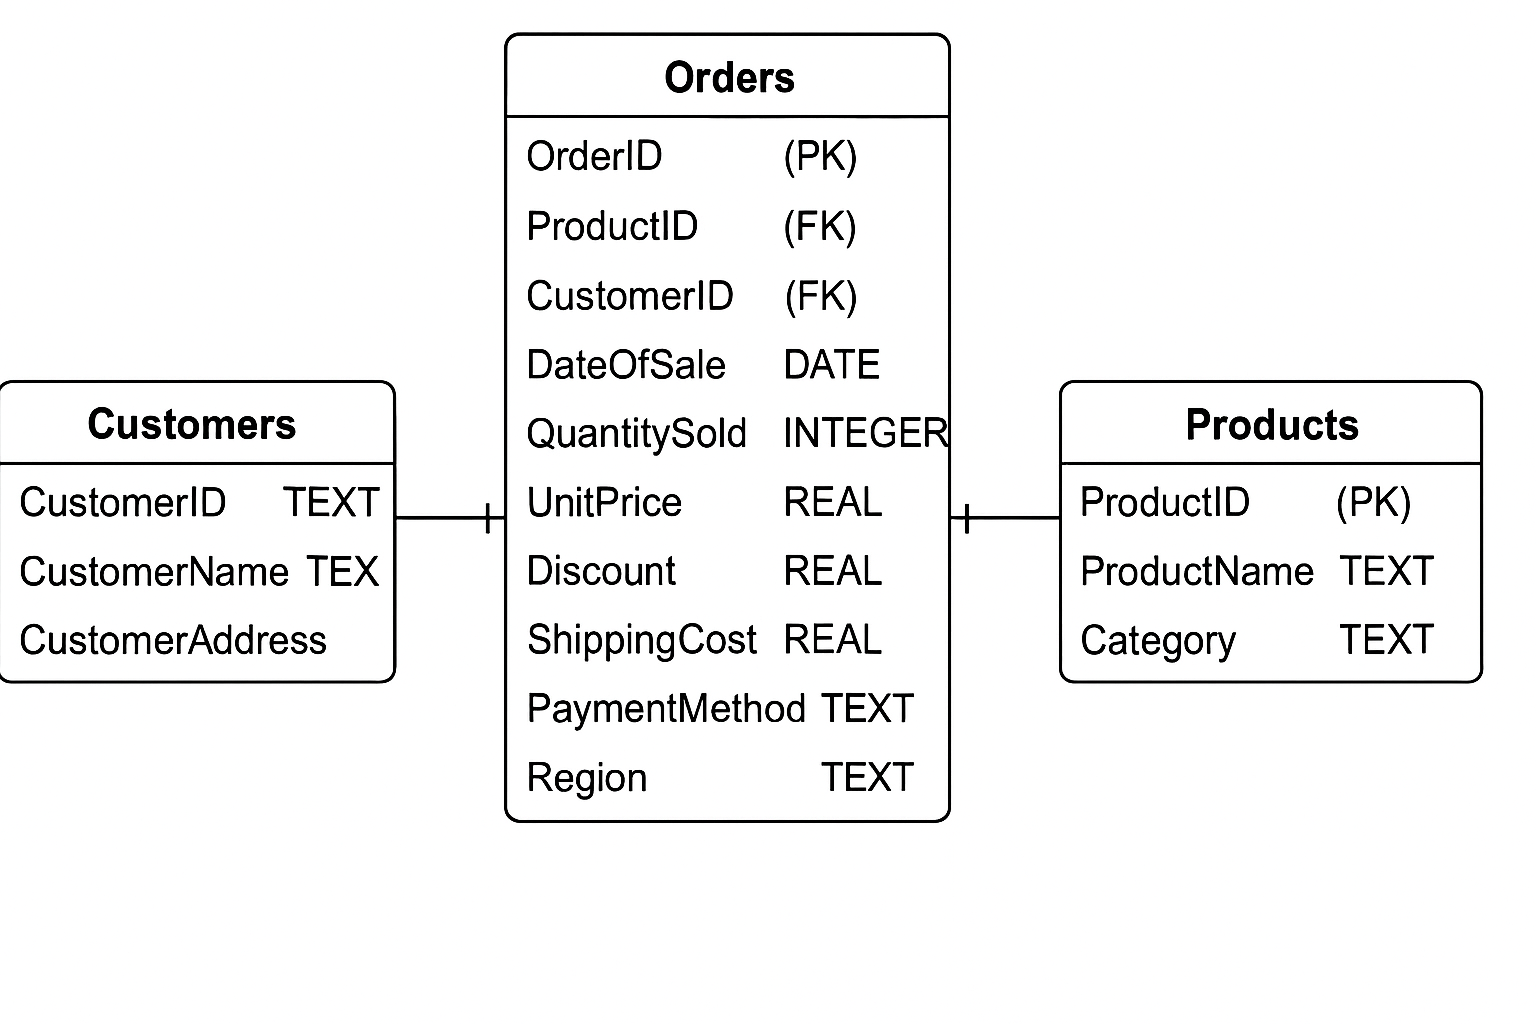 Orders
OrderID (PK)
ProductID (FK)
CustomerID (FK)
DateOfSale DATE
QuantitySold INTEGER
UnitPrice REAL
Discount REAL
ShippingCost REAL
PaymentMethod TEXT
Region TEXT
Customers
CustomerID TEXT
CustomerName TEX
CustomerAddress
Products
ProductID (PK)
ProductName TEXT
Category TEXT